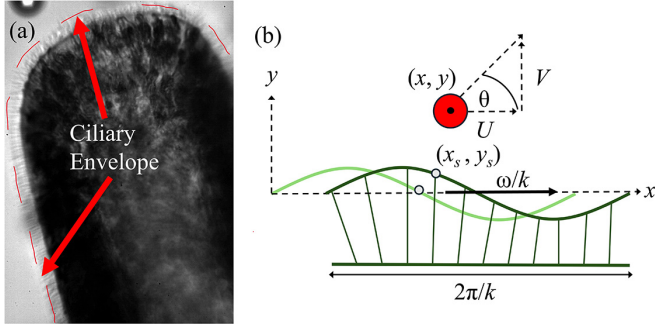 (a)
Ciliary
Envelope
(b)
y
(x, y)
θ
V
U
(xₛ, yₛ)
ω/k
x
2π/k